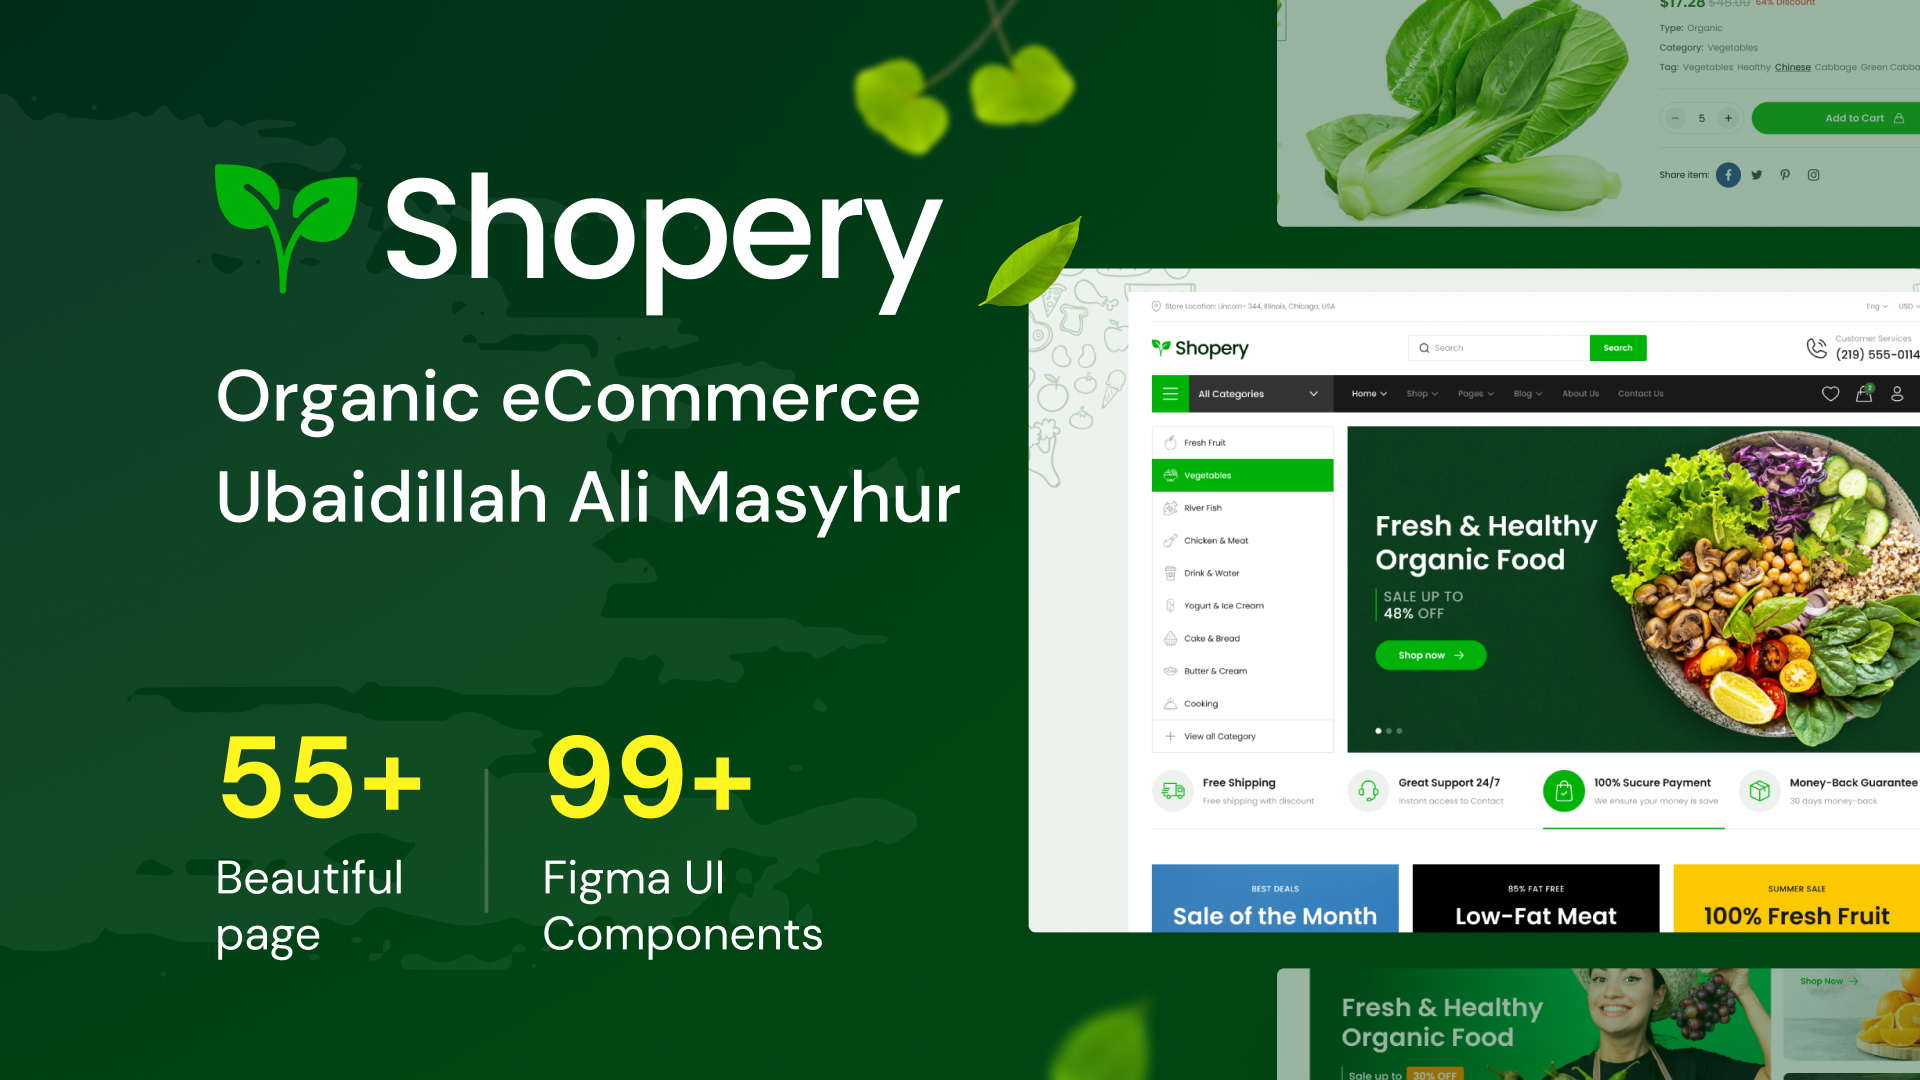 Shopery
Organic eCommerce
Ubaidillah Ali Masyhur
55+
Beautiful
page
99+
Figma UI
Components
$17.28 $48.00 64% Discount
Type: Organic
Category: Vegetables
Tag: Vegetables Healthy Chinese Cabbage Green Cabba
5
Add to Cart
Share item:
Store Location: Lincoln- 344, Illinois, Chicago, USA
Eng USD
Shopery
Search
Search
Customer Services
(219) 555-0114
All Categories
Home Shop Pages Blog About Us Contact Us
2
Fresh Fruit
Vegetables
River Fish
Chicken & Meat
Drink & Water
Yogurt & Ice Cream
Cake & Bread
Butter & Cream
Cooking
View all Category
Fresh & Healthy
Organic Food
SALE UP TO
48% OFF
Shop now
Free Shipping
Free shipping with discount
Great Support 24/7
Instant access to Contact
100% Sucure Payment
We ensure your money is save
Money-Back Guarantee
30 days money-back
BEST DEALS
Sale of the Month
85% FAT FREE
Low-Fat Meat
SUMMER SALE
100% Fresh Fruit
Fresh & Healthy
Organic Food
Sale up to 30% OFF
Shop Now